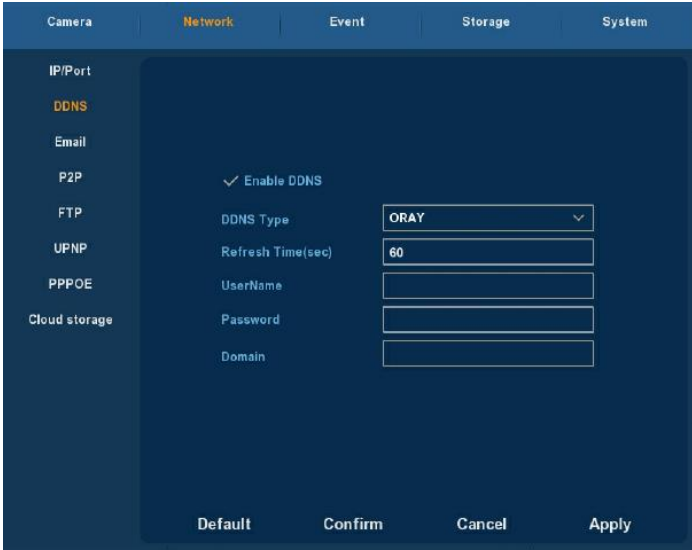 Camera Network Event Storage System
IP/Port
DDNS
Email
P2P
FTP
UPNP
PPPOE
Cloud storage
Enable DDNS
DDNS Type ORAY
Refresh Time(sec) 60
UserName
Password
Domain
Default Confirm Cancel Apply